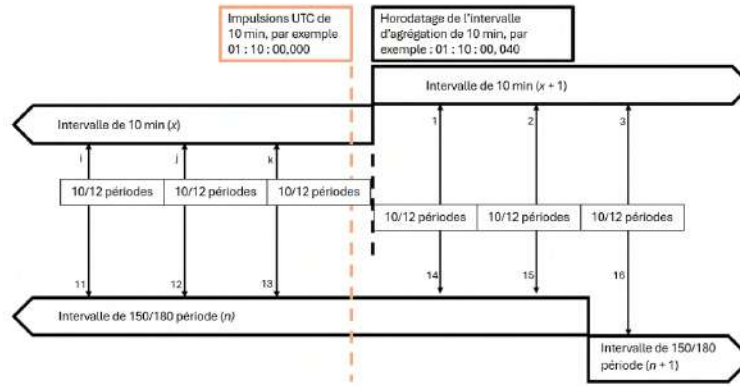 Impulsions UTC de
10 min, par exemple
01 : 10 : 00,000
Horodatage de l'intervalle
d'agrégation de 10 min, par
exemple : 01 : 10 : 00, 040
Intervalle de 10 min (x + 1)
Intervalle de 10 min (x)
1
2
3
i
j
k
10/12 périodes
10/12 périodes
10/12 périodes
10/12 périodes
10/12 périodes
10/12 périodes
11
12
13
14
15
16
Intervalle de 150/180 période (n)
Intervalle de 150/180
période (n + 1)